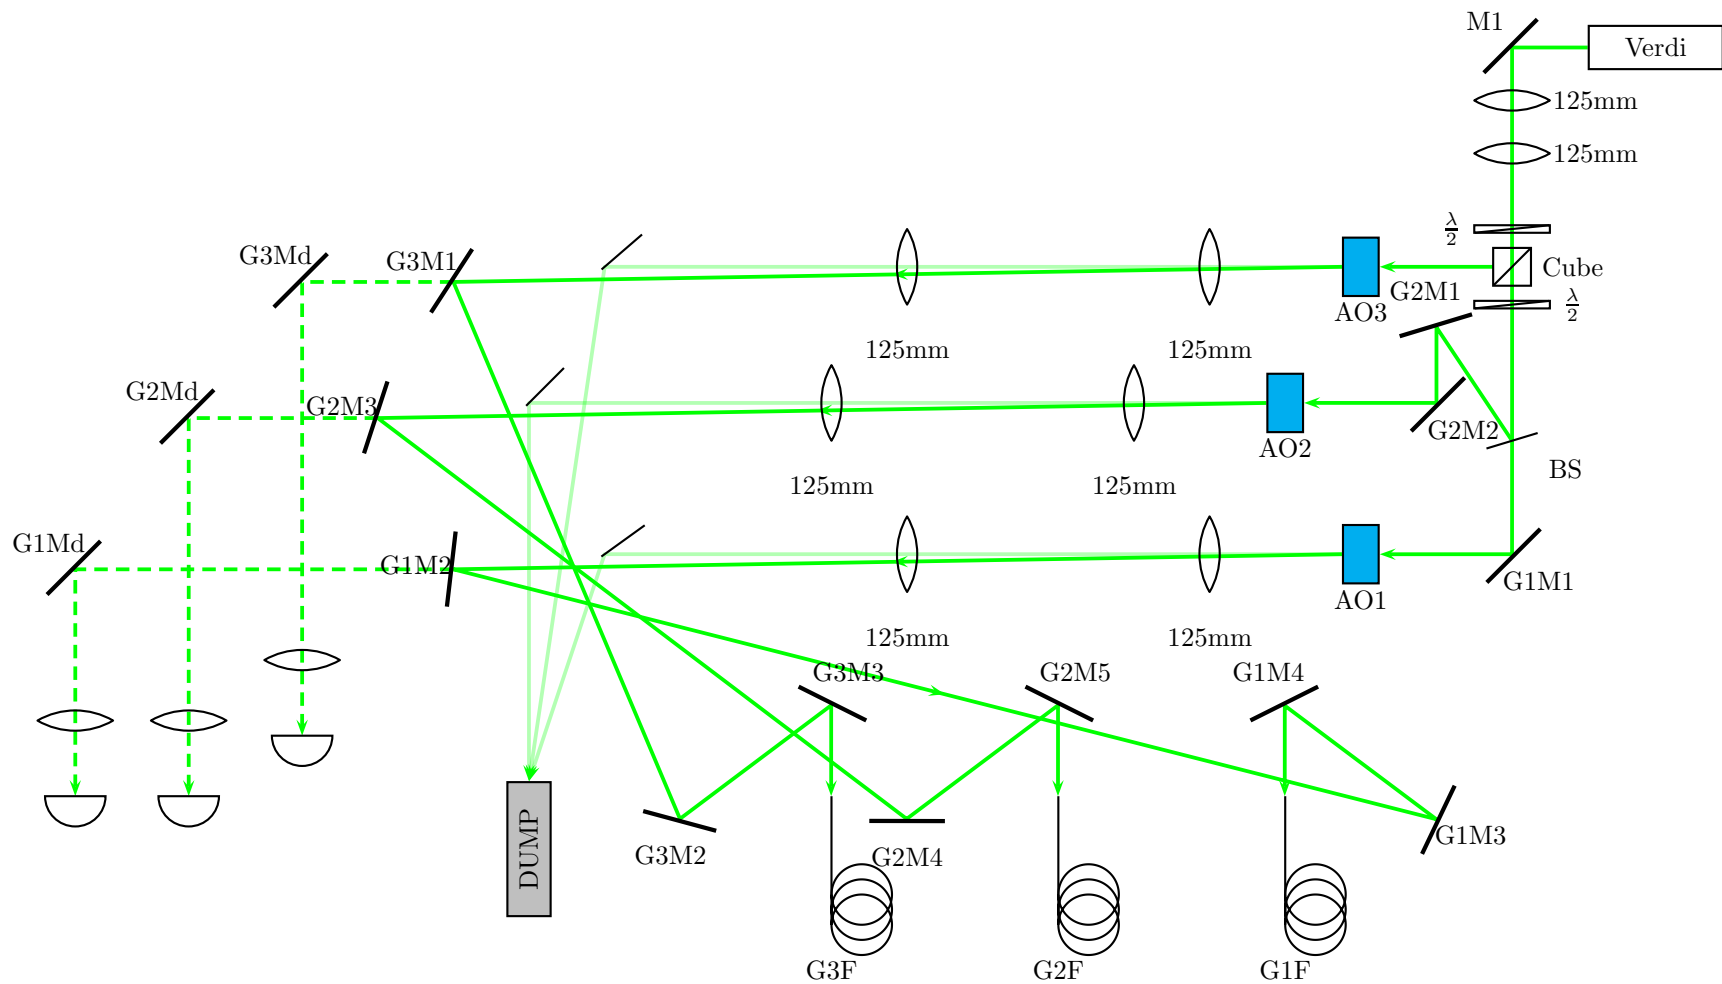 M1
Verdi
125mm
125mm
λ/2
G3Md
G3M1
Cube
G2M1
λ/2
AO3
125mm
125mm
G2Md
G2M3
G2M2
AO2
BS
125mm
125mm
G1Md
G1M2
G1M1
AO1
125mm
125mm
G3M3
G2M5
G1M4
G1M3
DUMP
G3M2
G2M4
G3F
G2F
G1F